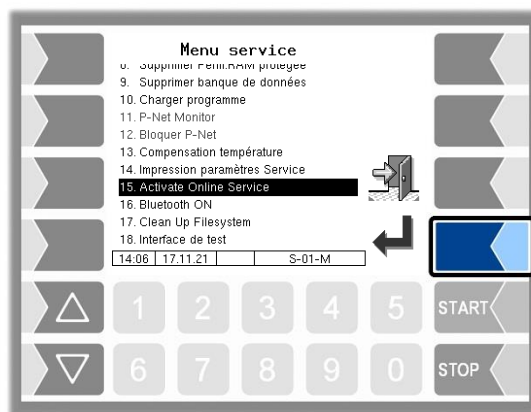 Menu service
9. Supprimer banque de données
10. Charger programme
11. P-Net Monitor
12. Bloquer P-Net
13. Compensation température
14. Impression paramètres Service
15. Activate Online Service
16. Bluetooth ON
17. Clean Up Filesystem
18. Interface de test
14:06 17.11.21 S-01-M
1 2 3 4 5 START
6 7 8 9 0 STOP